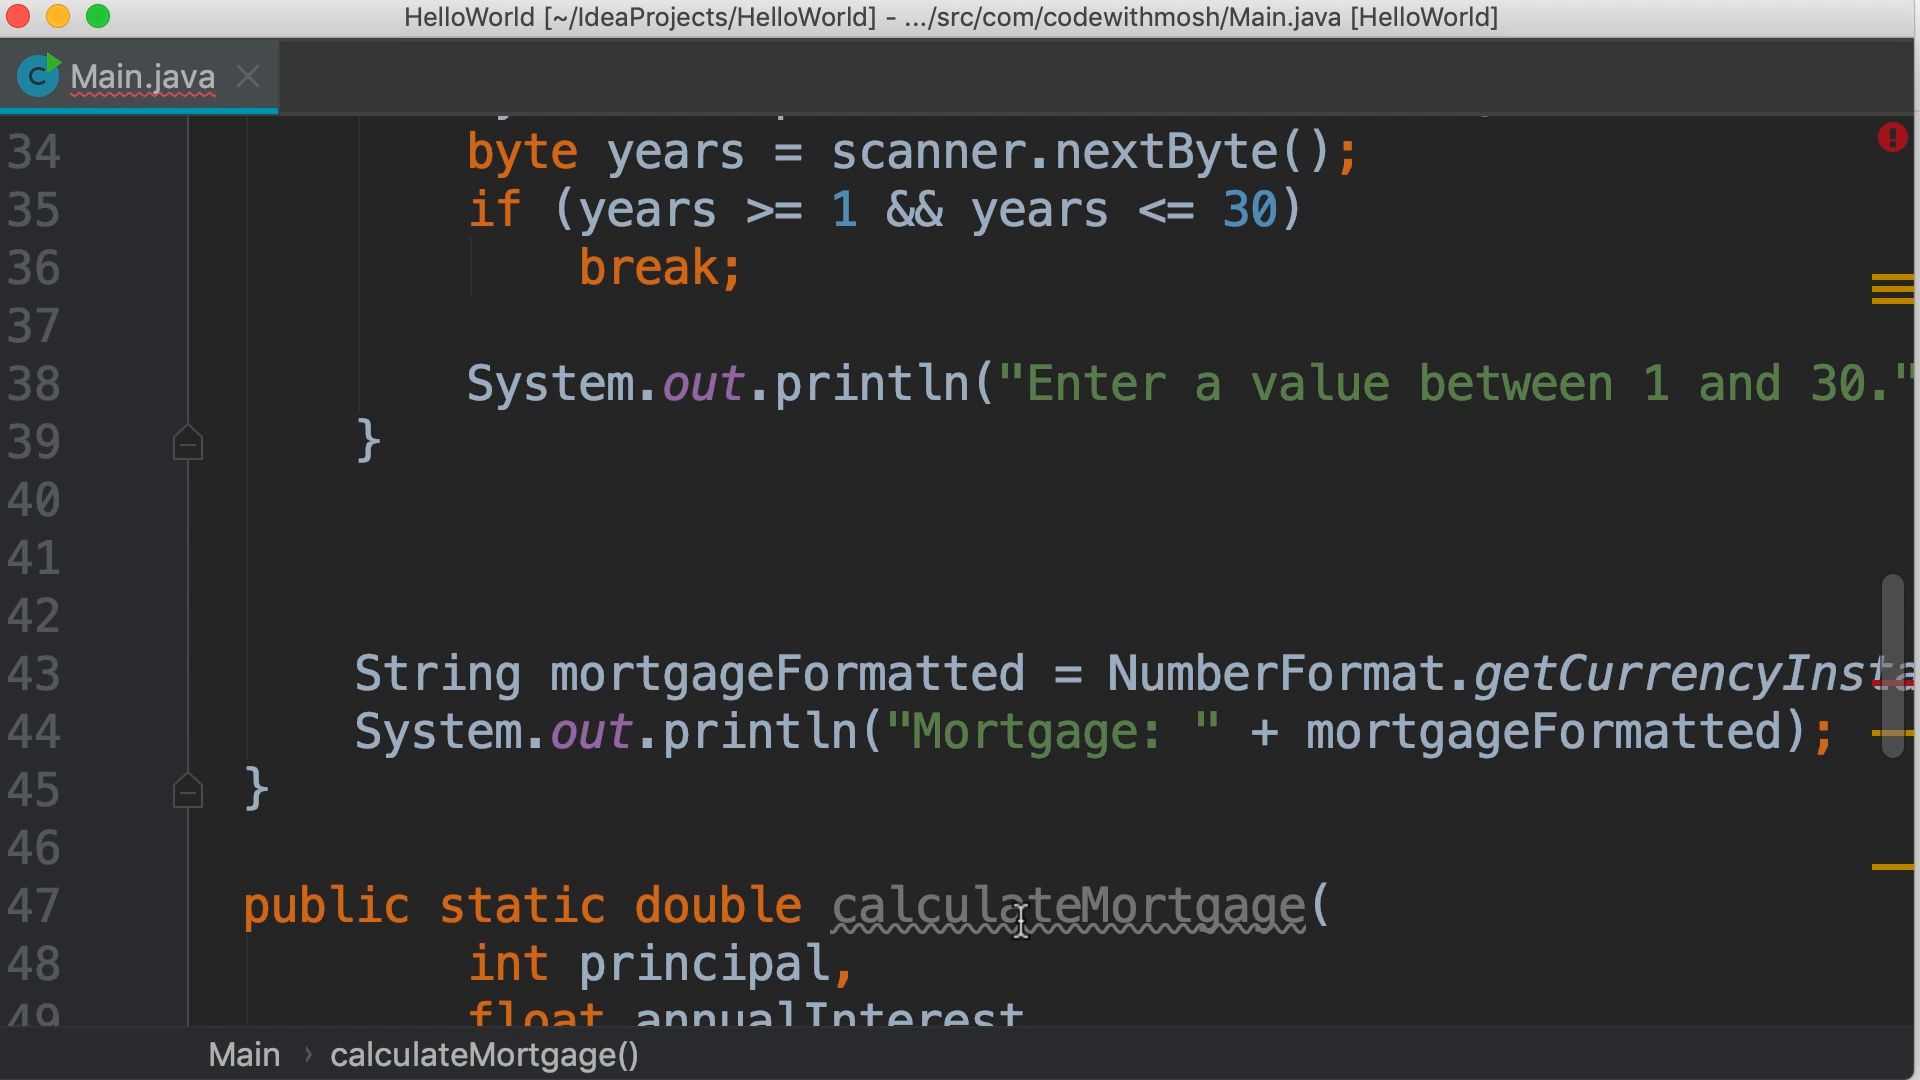 HelloWorld [~/IdeaProjects/HelloWorld] - .../src/com/codewithmosh/Main.java [HelloWorld]
Main.java
34 byte years = scanner.nextByte();
35 if (years >= 1 && years <= 30)
36 break;
37
38 System.out.println("Enter a value between 1 and 30."
39 }
40
41
42
43 String mortgageFormatted = NumberFormat.getCurrencyInsta
44 System.out.println("Mortgage: " + mortgageFormatted);
45 }
46
47 public static double calculateMortgage(
48 int principal,
49 float annualInterest
Main › calculateMortgage()